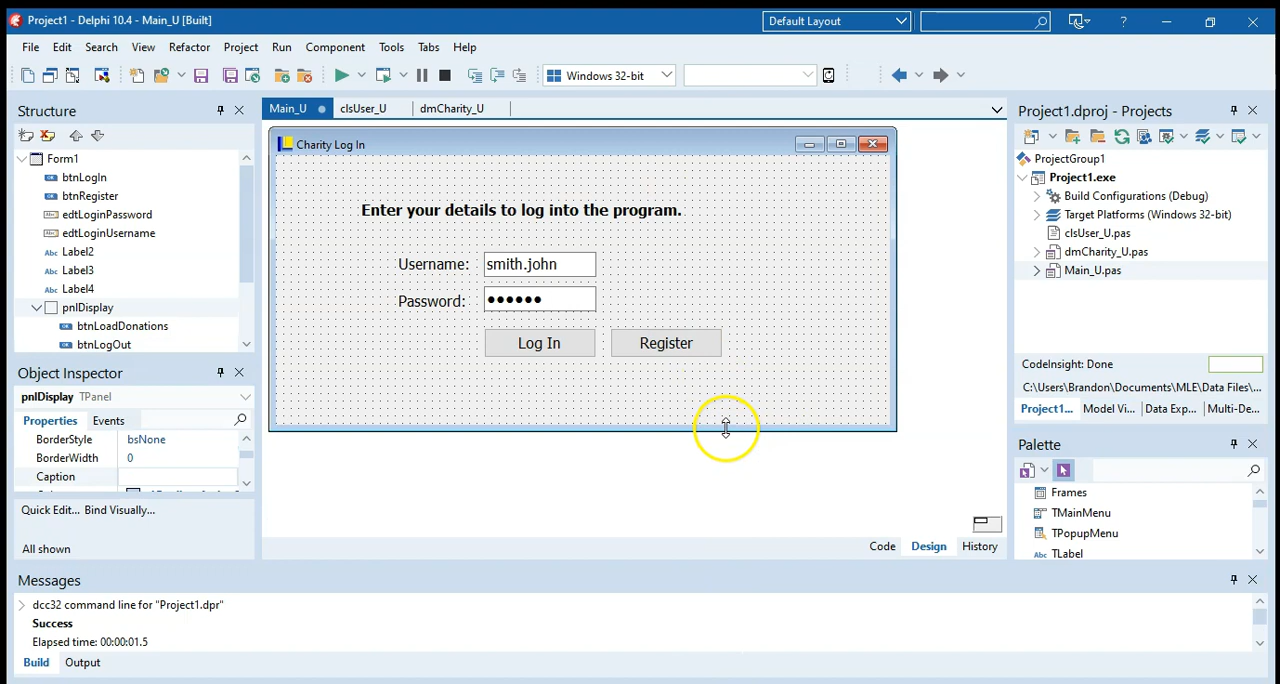 Project1 - Delphi 10.4 - Main_U [Built]
Default Layout
?
File Edit Search View Refactor Project Run Component Tools Tabs Help
Windows 32-bit
Structure
Form1
btnLogIn
btnRegister
edtLoginPassword
edtLoginUsername
Abc Label2
Abc Label3
Abc Label4
pnlDisplay
btnLoadDonations
btnLogOut
Object Inspector
pnlDisplay TPanel
Properties Events
BorderStyle bsNone
BorderWidth 0
Caption
Quick Edit... Bind Visually...
All shown
Main_U clsUser_U dmCharity_U
Charity Log In
Enter your details to log into the program.
Username: smith.john
Password: ●●●●●●
Log In Register
Code Design History
Project1.dproj - Projects
ProjectGroup1
Project1.exe
Build Configurations (Debug)
Target Platforms (Windows 32-bit)
clsUser_U.pas
dmCharity_U.pas
Main_U.pas
CodeInsight: Done
C:\Users\Brandon\Documents\MLE\Data Files\...
Project1... Model Vi... Data Exp... Multi-De...
Palette
Frames
TMainMenu
TPopupMenu
Abc TLabel
Messages
dcc32 command line for "Project1.dpr"
Success
Elapsed time: 00:00:01.5
Build Output